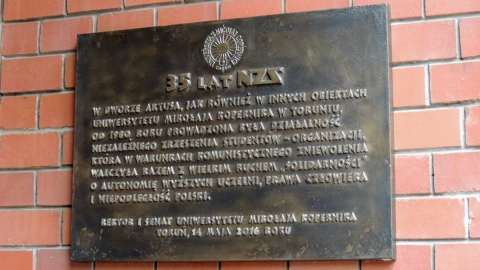 35 LAT NZS
W DWORZE ARTUSA, JAK RÓWNIEŻ W INNYCH OBIEKTACH
UNIWERSYTETU MIKOŁAJA KOPERNIKA W TORUNIU,
OD 1980 ROKU PROWADZONA BYŁA DZIAŁALNOŚĆ
NIEZALEŻNEGO ZRZESZENIA STUDENTÓW – ORGANIZACJI,
KTÓRA W WARUNKACH KOMUNISTYCZNEGO ZNIEWOLENIA
WALCZYŁA RAZEM Z WIELKIM RUCHEM „SOLIDARNOŚCI”
O AUTONOMIĘ WYŻSZYCH UCZELNI, PRAWA CZŁOWIEKA
I NIEPODLEGŁOŚĆ POLSKI.
REKTOR I SENAT UNIWERSYTETU MIKOŁAJA KOPERNIKA
TORUŃ, 14 MAJA 2016 ROKU